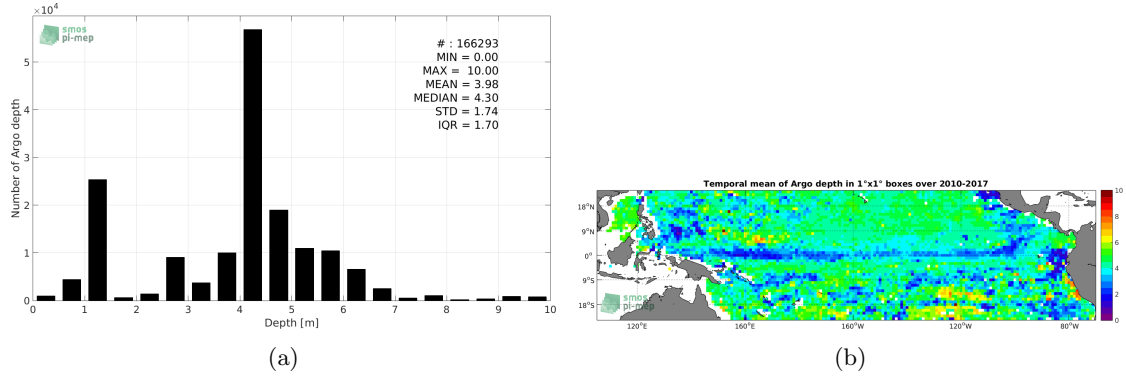 ×10⁴
smos
pi-mep
# : 166293
MIN = 0.00
MAX = 10.00
MEAN = 3.98
MEDIAN = 4.30
STD = 1.74
IQR = 1.70
Number of Argo depth
5
4
3
2
1
0
0 1 2 3 4 5 6 7 8 9 10
Depth [m]
(a)
Temporal mean of Argo depth in 1°x1° boxes over 2010-2017
18°N
9°N
0°
9°S
18°S
smos
pi-mep
120°E 160°E 160°W 120°W 80°W
10
8
6
4
2
0
(b)